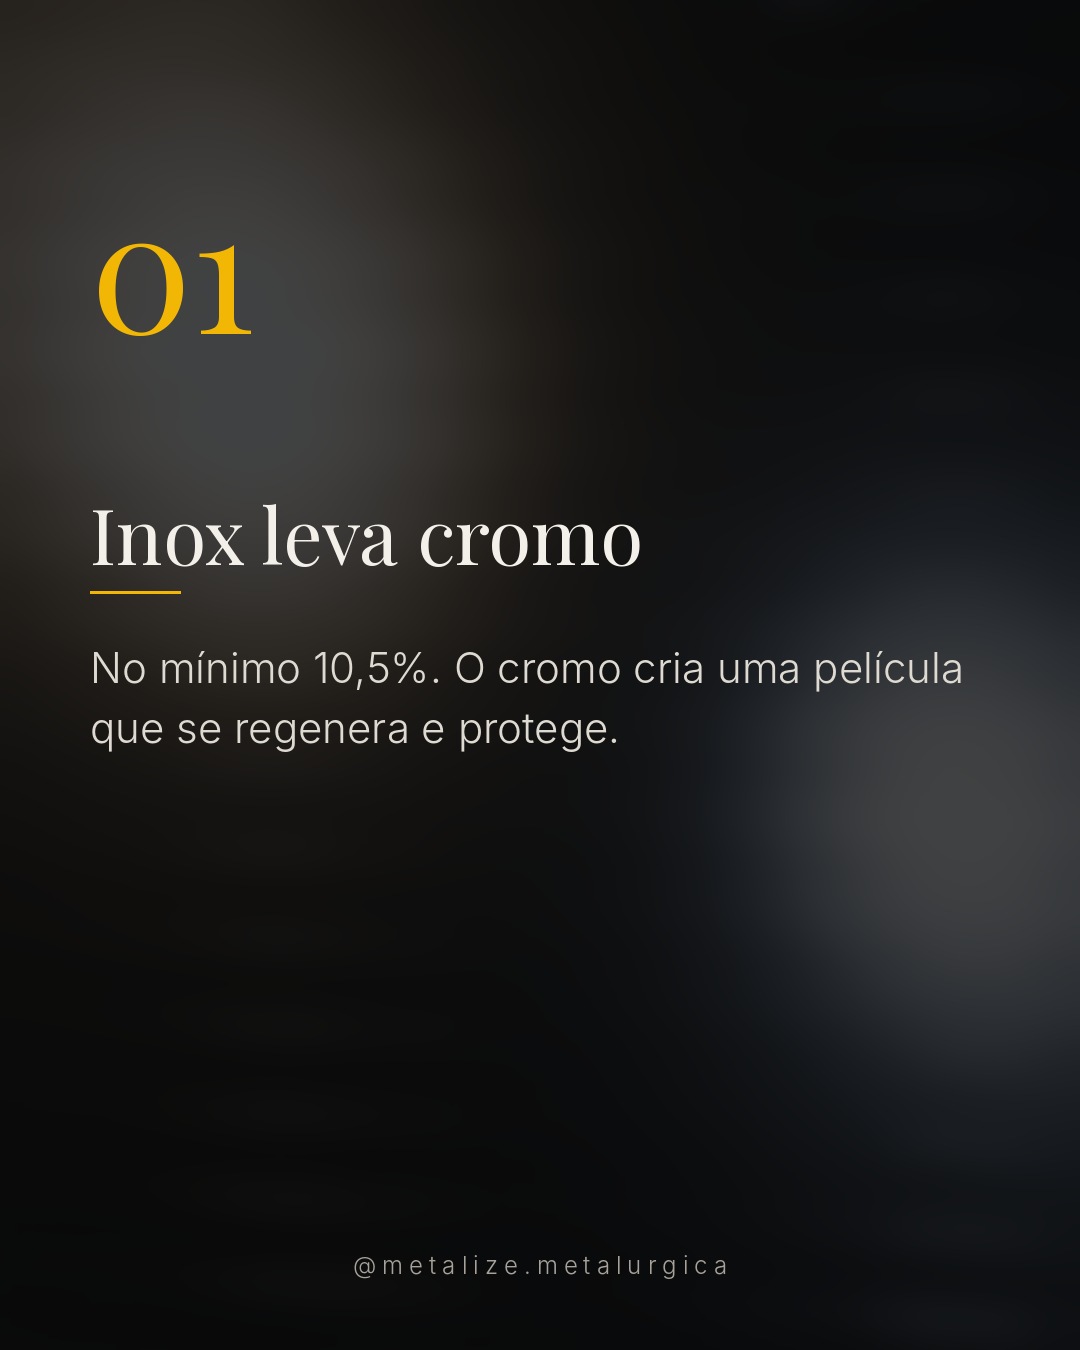 01
Inox leva cromo
No mínimo 10,5%. O cromo cria uma película
que se regenera e protege.
@metalize.metalurgica